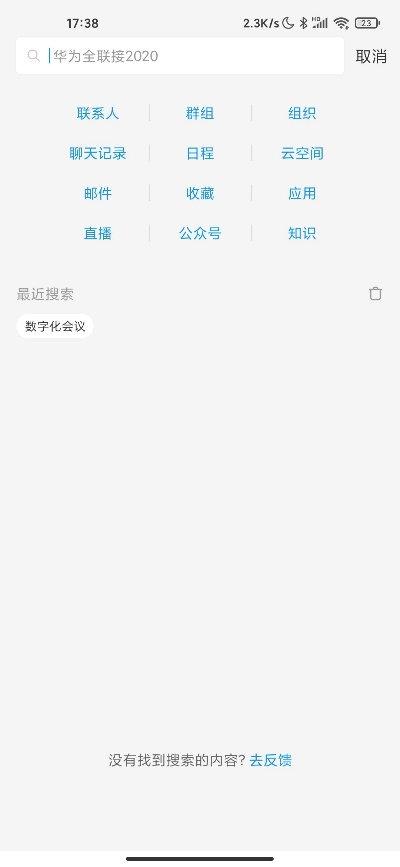 17:38 2.3K/s HD 23
华为全联接2020 取消
联系人 群组 组织
聊天记录 日程 云空间
邮件 收藏 应用
直播 公众号 知识
最近搜索
数字化会议
没有找到搜索的内容? 去反馈